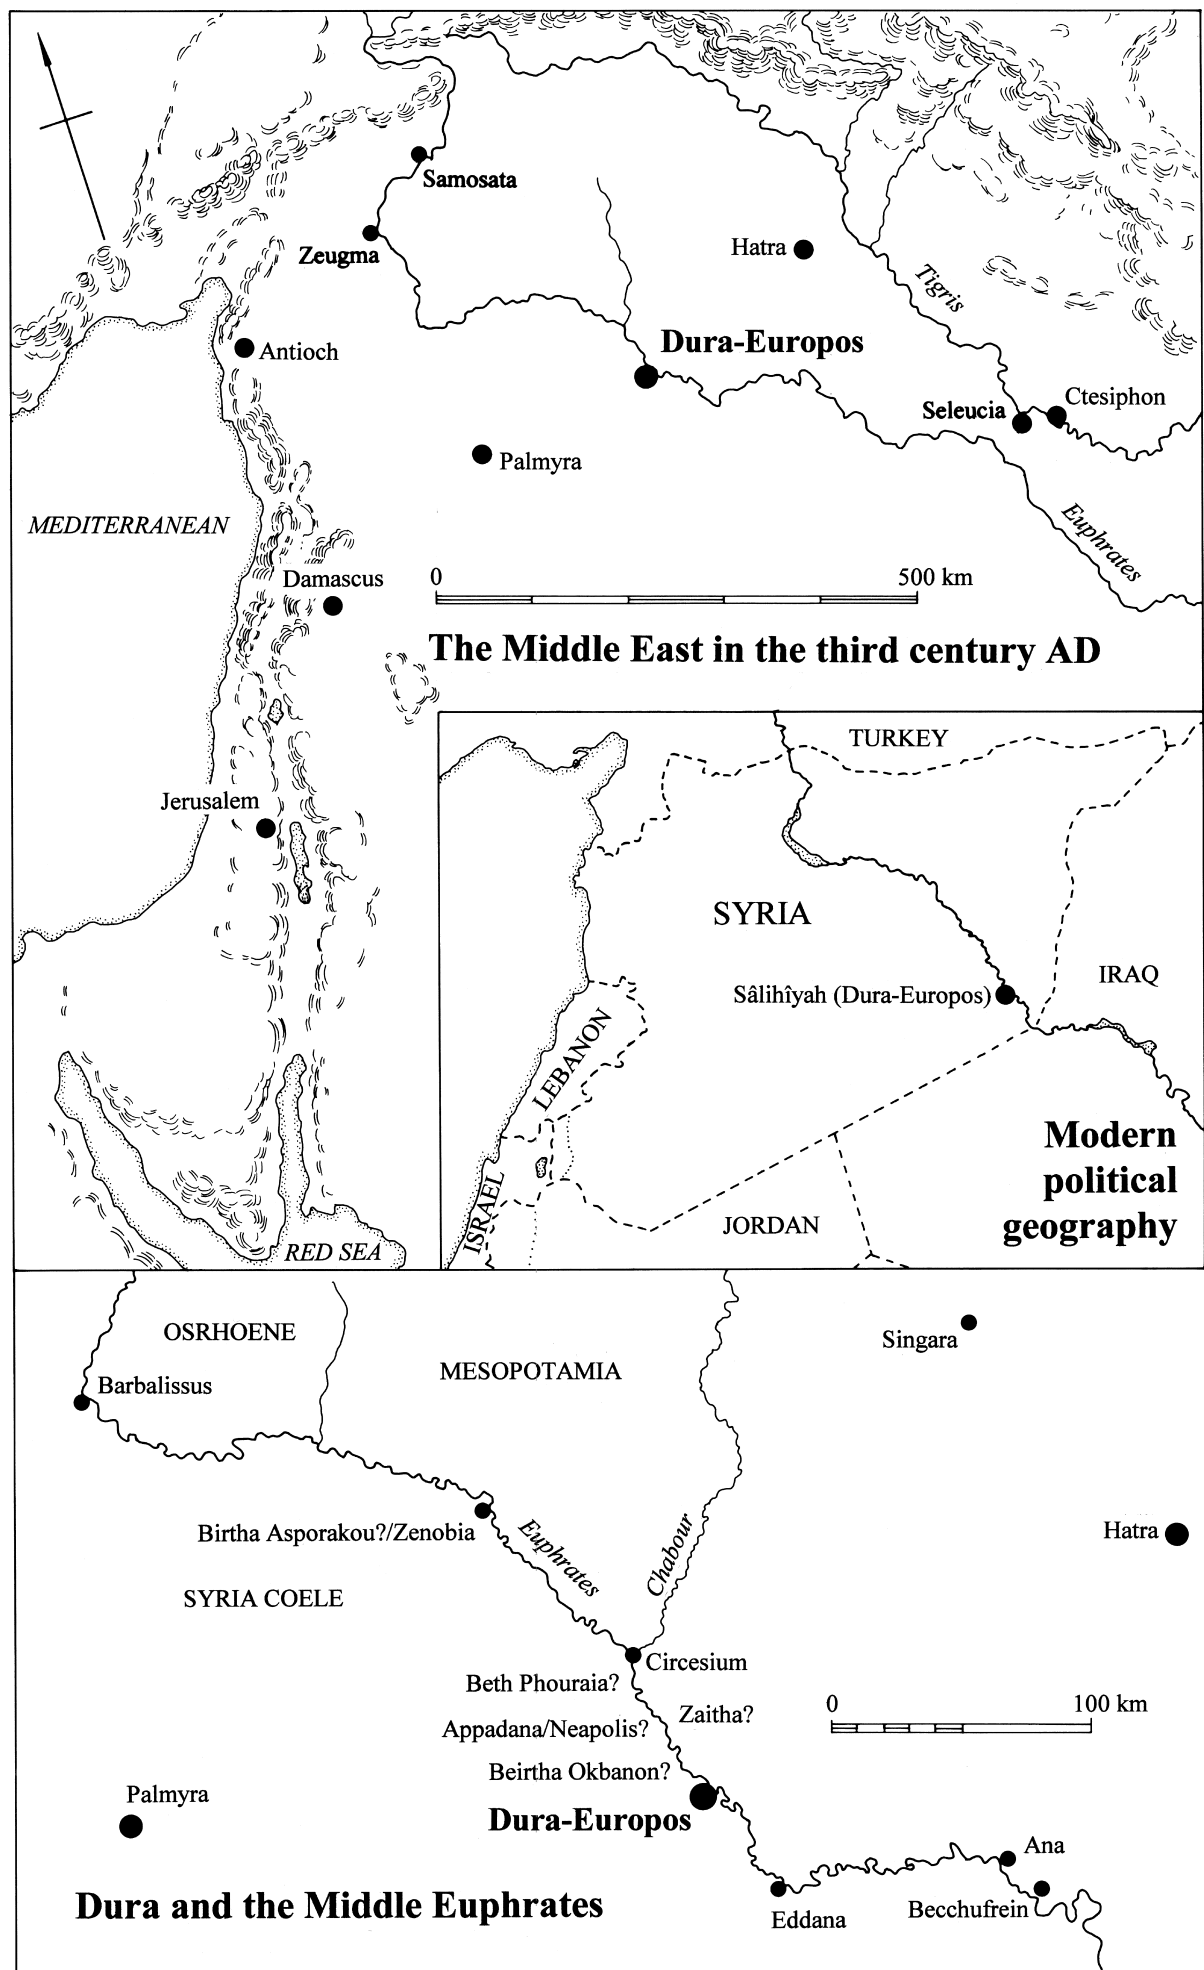 Samosata
Zeugma
Hatra
Tigris
Dura-Europos
Antioch
Ctesiphon
Seleucia
Palmyra
MEDITERRANEAN
Euphrates
Damascus
0 500 km
The Middle East in the third century AD
Jerusalem
RED SEA
TURKEY
SYRIA
IRAQ
Sâlihîyah (Dura-Europos)
LEBANON
ISRAEL
JORDAN
Modern
political
geography
OSRHOENE
Singara
MESOPOTAMIA
Barbalissus
Birtha Asporakou?/Zenobia
Euphrates
Chabour
Hatra
SYRIA COELE
Circesium
Beth Phouraia?
Zaitha?
0 100 km
Appadana/Neapolis?
Beirtha Okbanon?
Palmyra
Dura-Europos
Ana
Dura and the Middle Euphrates
Eddana
Becchufrein